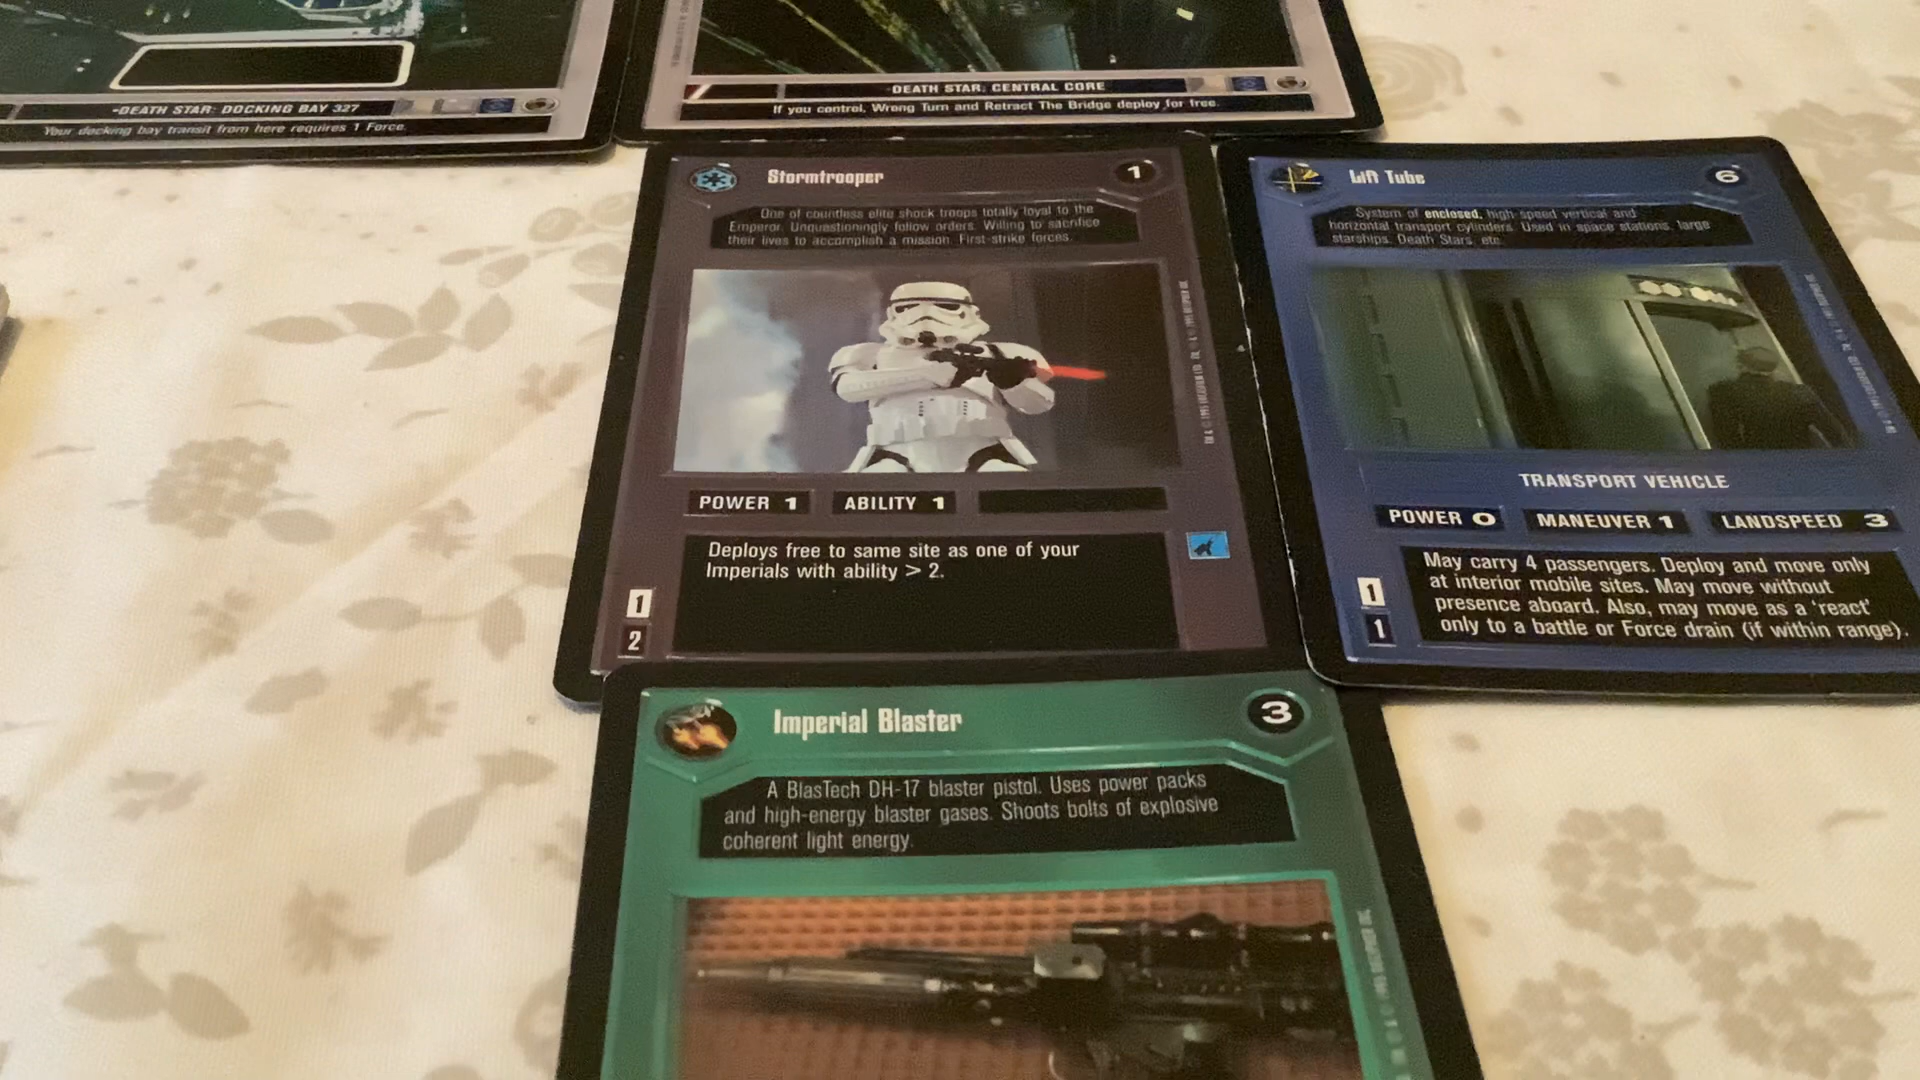 •DEATH STAR: DOCKING BAY 327
Your docking bay transit from here requires 1 Force.
DEATH STAR: CENTRAL CORE
If you control, Wrong Turn and Retract The Bridge deploy for free.
Stormtrooper
1
One of countless elite shock troops totally loyal to the
Emperor. Unquestioningly follow orders. Willing to sacrifice
their lives to accomplish a mission. First-strike forces.
POWER 1
ABILITY 1
Deploys free to same site as one of your
Imperials with ability > 2.
1
2
Lift Tube
6
System of enclosed, high-speed vertical and
horizontal transport cylinders. Used in space stations, large
starships, Death Stars, etc.
TRANSPORT VEHICLE
POWER 0
MANEUVER 1
LANDSPEED 3
May carry 4 passengers. Deploy and move only
at interior mobile sites. May move without
presence aboard. Also, may move as a 'react'
only to a battle or Force drain (if within range).
1
1
Imperial Blaster
3
A BlasTech DH-17 blaster pistol. Uses power packs
and high-energy blaster gases. Shoots bolts of explosive
coherent light energy.